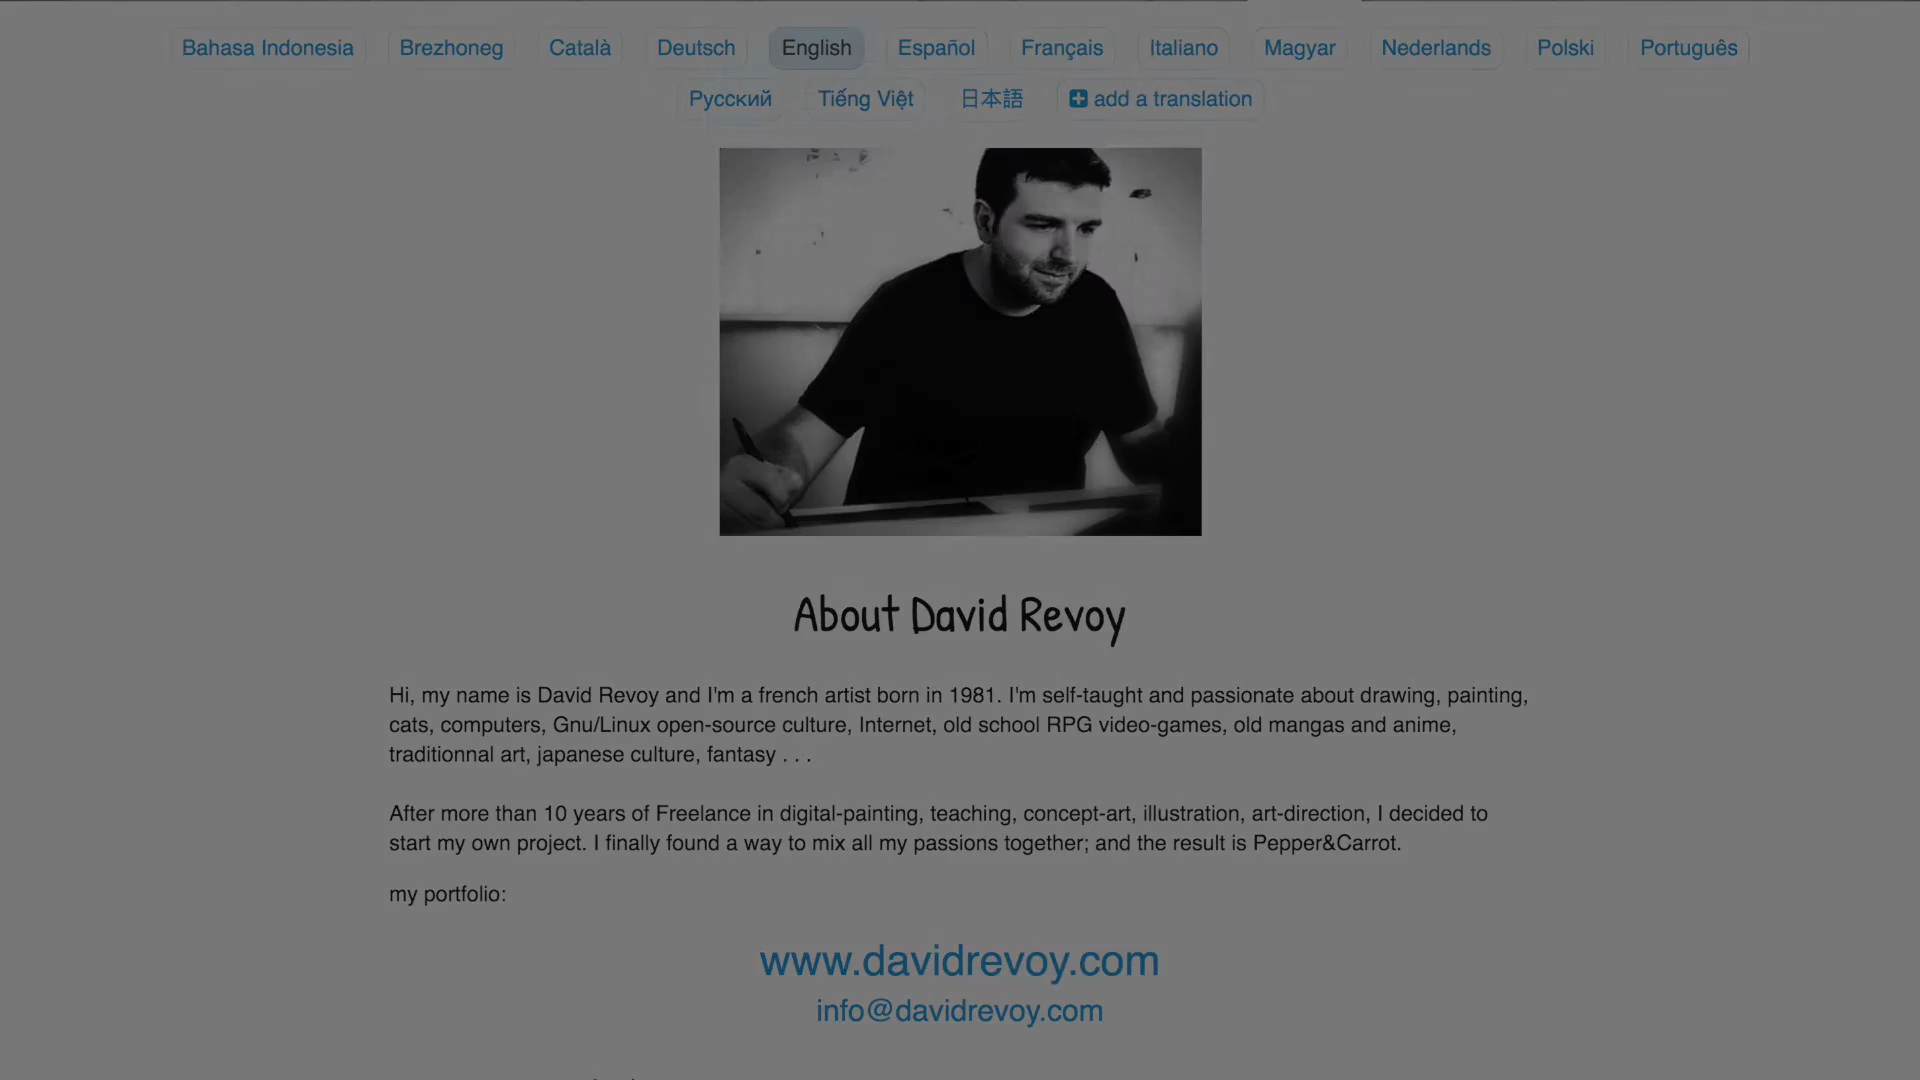 Bahasa Indonesia Brezhoneg Català Deutsch English Español Français Italiano Magyar Nederlands Polski Português
Русский Tiếng Việt 日本語 add a translation
About David Revoy
Hi, my name is David Revoy and I'm a french artist born in 1981. I'm self-taught and passionate about drawing, painting,
cats, computers, Gnu/Linux open-source culture, Internet, old school RPG video-games, old mangas and anime,
traditionnal art, japanese culture, fantasy . . .
After more than 10 years of Freelance in digital-painting, teaching, concept-art, illustration, art-direction, I decided to
start my own project. I finally found a way to mix all my passions together; and the result is Pepper&Carrot.
my portfolio:
www.davidrevoy.com
info@davidrevoy.com